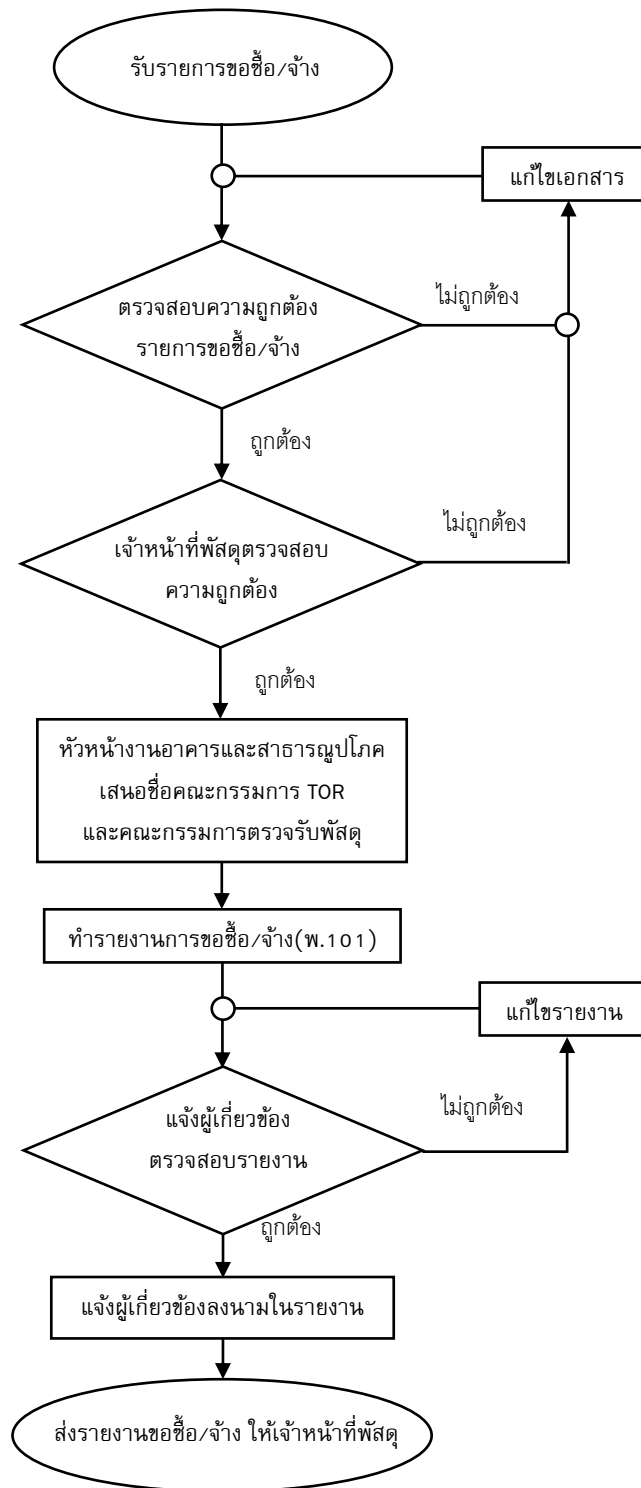 รับรายการขอซื้อ/จ้าง
แก้ไขเอกสาร
ตรวจสอบความถูกต้อง
รายการขอซื้อ/จ้าง
ไม่ถูกต้อง
ถูกต้อง
เจ้าหน้าที่พัสดุตรวจสอบ
ความถูกต้อง
ไม่ถูกต้อง
ถูกต้อง
หัวหน้างานอาคารและสาธารณูปโภค
เสนอชื่อคณะกรรมการ TOR
และคณะกรรมการตรวจรับพัสดุ
ทำรายงานการขอซื้อ/จ้าง(พ.101)
แก้ไขรายงาน
แจ้งผู้เกี่ยวข้อง
ตรวจสอบรายงาน
ไม่ถูกต้อง
ถูกต้อง
แจ้งผู้เกี่ยวข้องลงนามในรายงาน
ส่งรายงานขอซื้อ/จ้าง ให้เจ้าหน้าที่พัสดุ